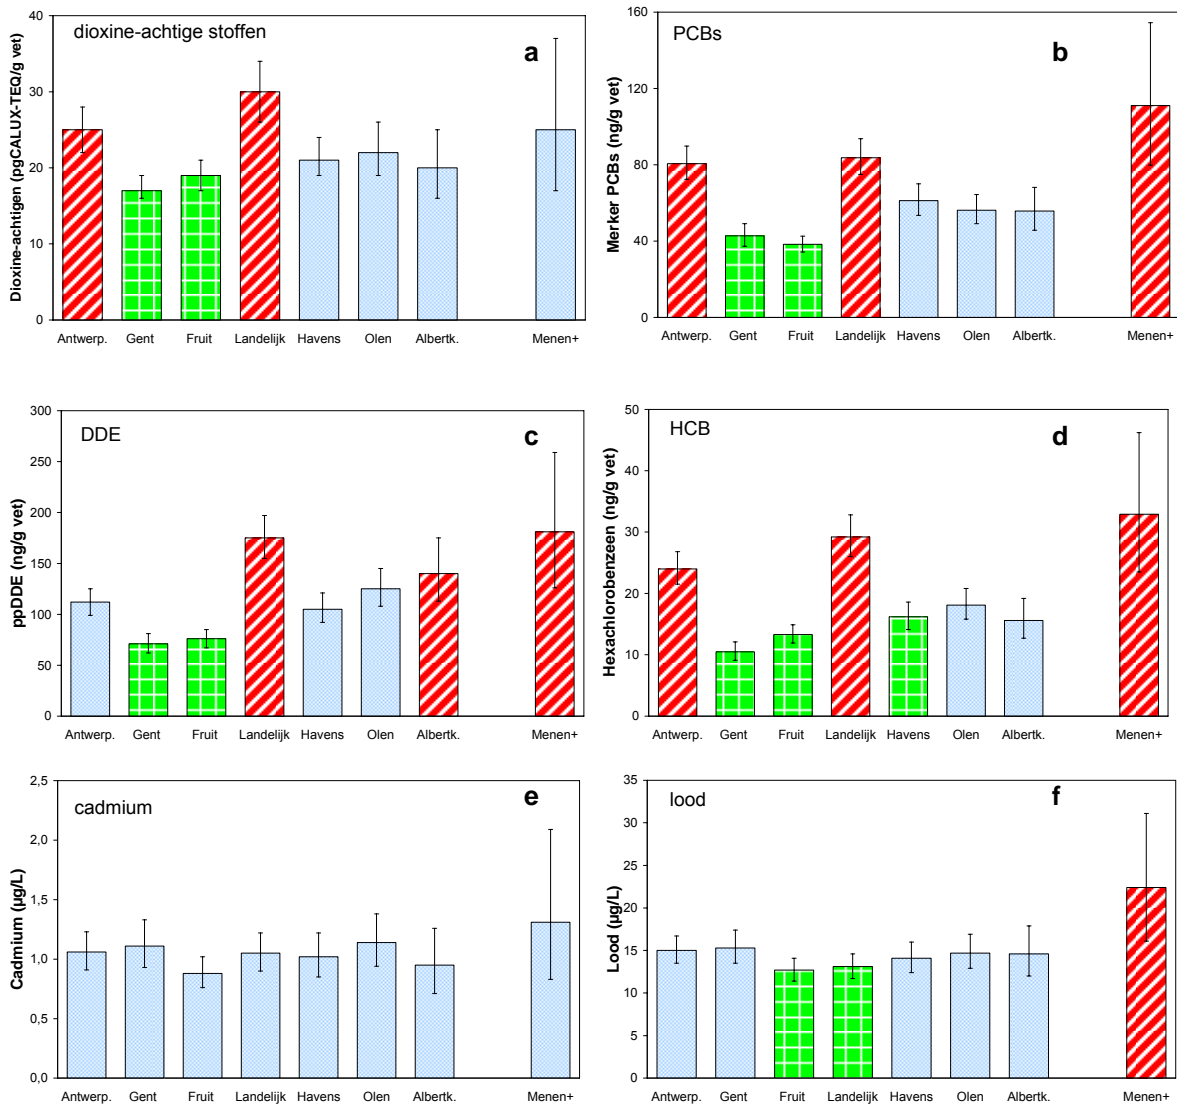 dioxine-achtige stoffen
a
Dioxine-achtigen (pgCALUX-TEQ/g vet)
40
30
20
10
0
Antwerp. Gent Fruit Landelijk Havens Olen Albertk. Menen+
PCBs
b
Merker PCBs (ng/g vet)
160
120
80
40
0
Antwerp. Gent Fruit Landelijk Havens Olen Albertk. Menen+
DDE
c
ppDDE (ng/g vet)
300
250
200
150
100
50
0
Antwerp. Gent Fruit Landelijk Havens Olen Albertk. Menen+
HCB
d
Hexachlorobenzeen (ng/g vet)
50
40
30
20
10
0
Antwerp. Gent Fruit Landelijk Havens Olen Albertk. Menen+
cadmium
e
Cadmium (µg/L)
2,5
2,0
1,5
1,0
0,5
0,0
Antwerp. Gent Fruit Landelijk Havens Olen Albertk. Menen+
lood
f
Lood (µg/L)
35
30
25
20
15
10
5
0
Antwerp. Gent Fruit Landelijk Havens Olen Albertk. Menen+